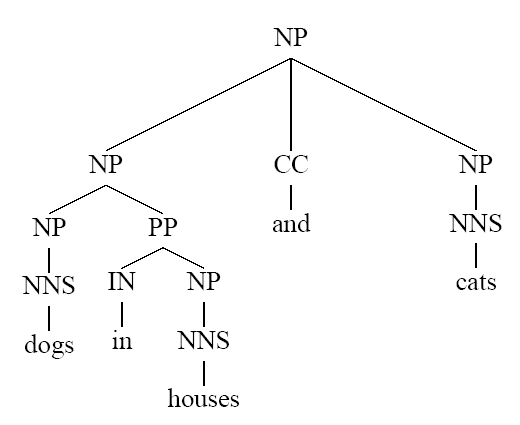 NP
NP CC NP
NP PP and NNS
NNS IN NP cats
dogs in NNS
houses